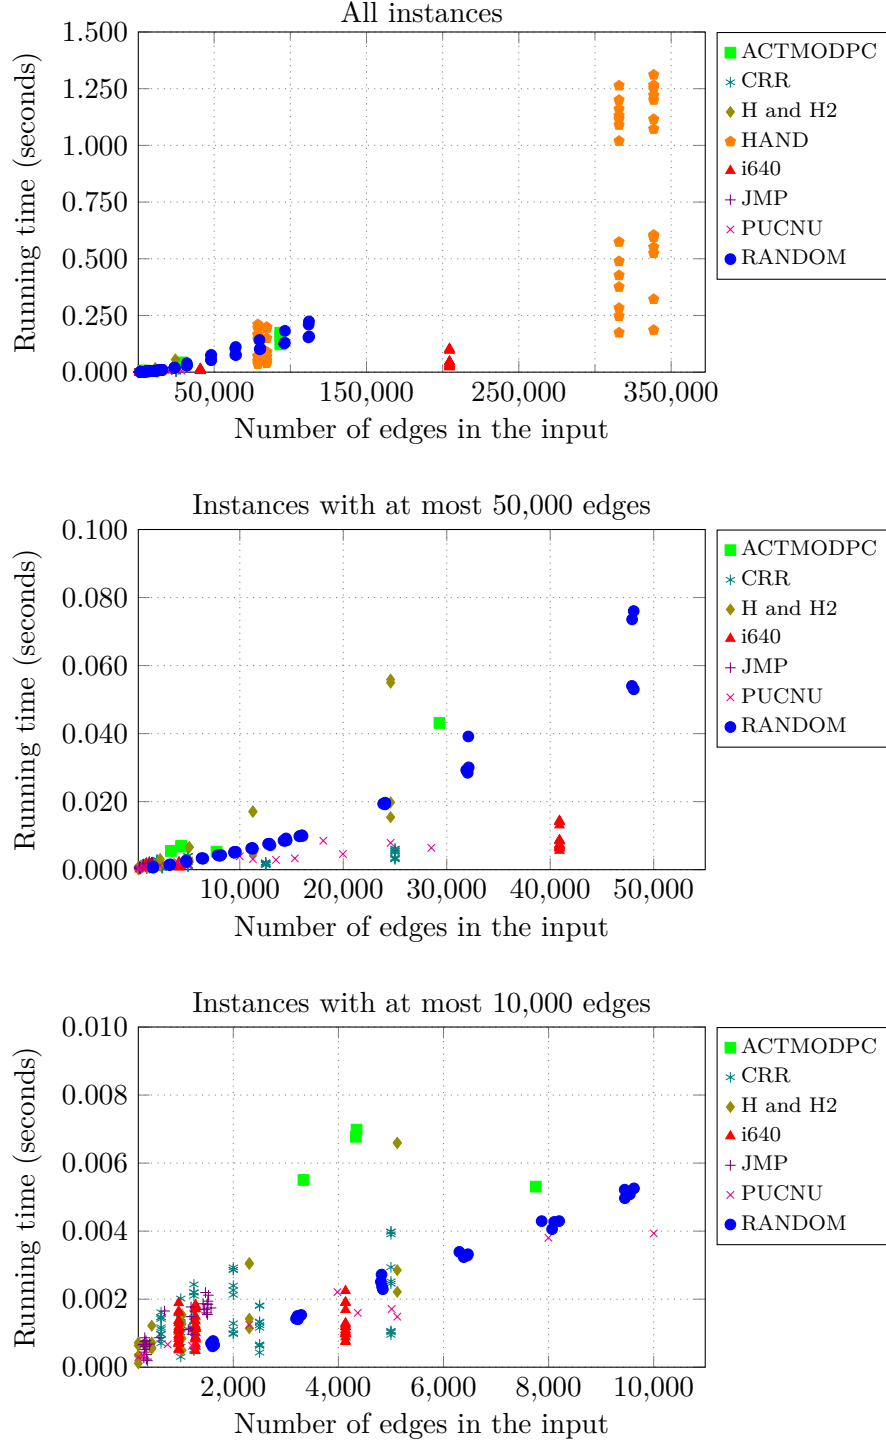 All instances
1.500
1.250
1.000
0.750
0.500
0.250
0.000
Running time (seconds)
50,000 150,000 250,000 350,000
Number of edges in the input
ACTMODPC
CRR
H and H2
HAND
i640
JMP
PUCNU
RANDOM
Instances with at most 50,000 edges
0.100
0.080
0.060
0.040
0.020
0.000
Running time (seconds)
10,000 20,000 30,000 40,000 50,000
Number of edges in the input
ACTMODPC
CRR
H and H2
i640
JMP
PUCNU
RANDOM
Instances with at most 10,000 edges
0.010
0.008
0.006
0.004
0.002
0.000
Running time (seconds)
2,000 4,000 6,000 8,000 10,000
Number of edges in the input
ACTMODPC
CRR
H and H2
i640
JMP
PUCNU
RANDOM